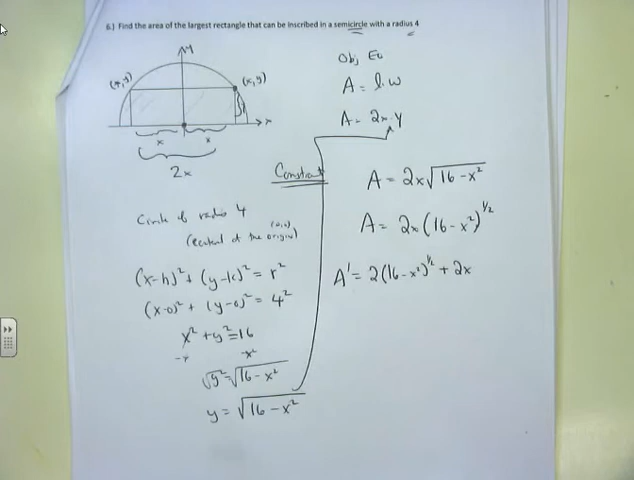 6.) Find the area of the largest rectangle that can be inscribed in a semicircle with a radius 4
y
(x,y)
x
x
x
2x
Obj Eq
A = l·w
A = 2x·y
Constraint
Circle of radius 4
(0,0)
(centered at the origin)
(x-h)² + (y-k)² = r²
(x-0)² + (y-0)² = 4²
x² + y² = 16
-x²
√y² = √16 - x²
y = √16 - x²
A = 2x√16 - x²
A = 2x(16 - x²)^1/2
A' = 2(16 - x²)^1/2 + 2x